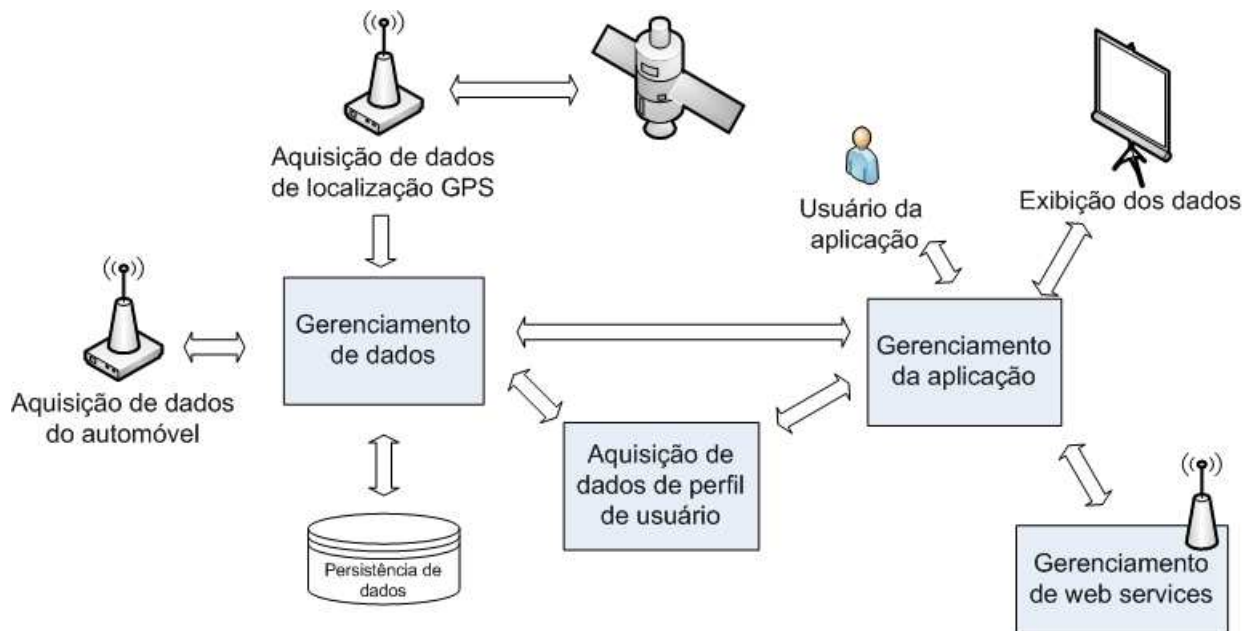 Aquisição de dados
de localização GPS
Usuário da
aplicação
Exibição dos dados
Gerenciamento
de dados
Gerenciamento
da aplicação
Aquisição de dados
do automóvel
Aquisição de
dados de perfil
de usuário
Persistência de
dados
Gerenciamento
de web services